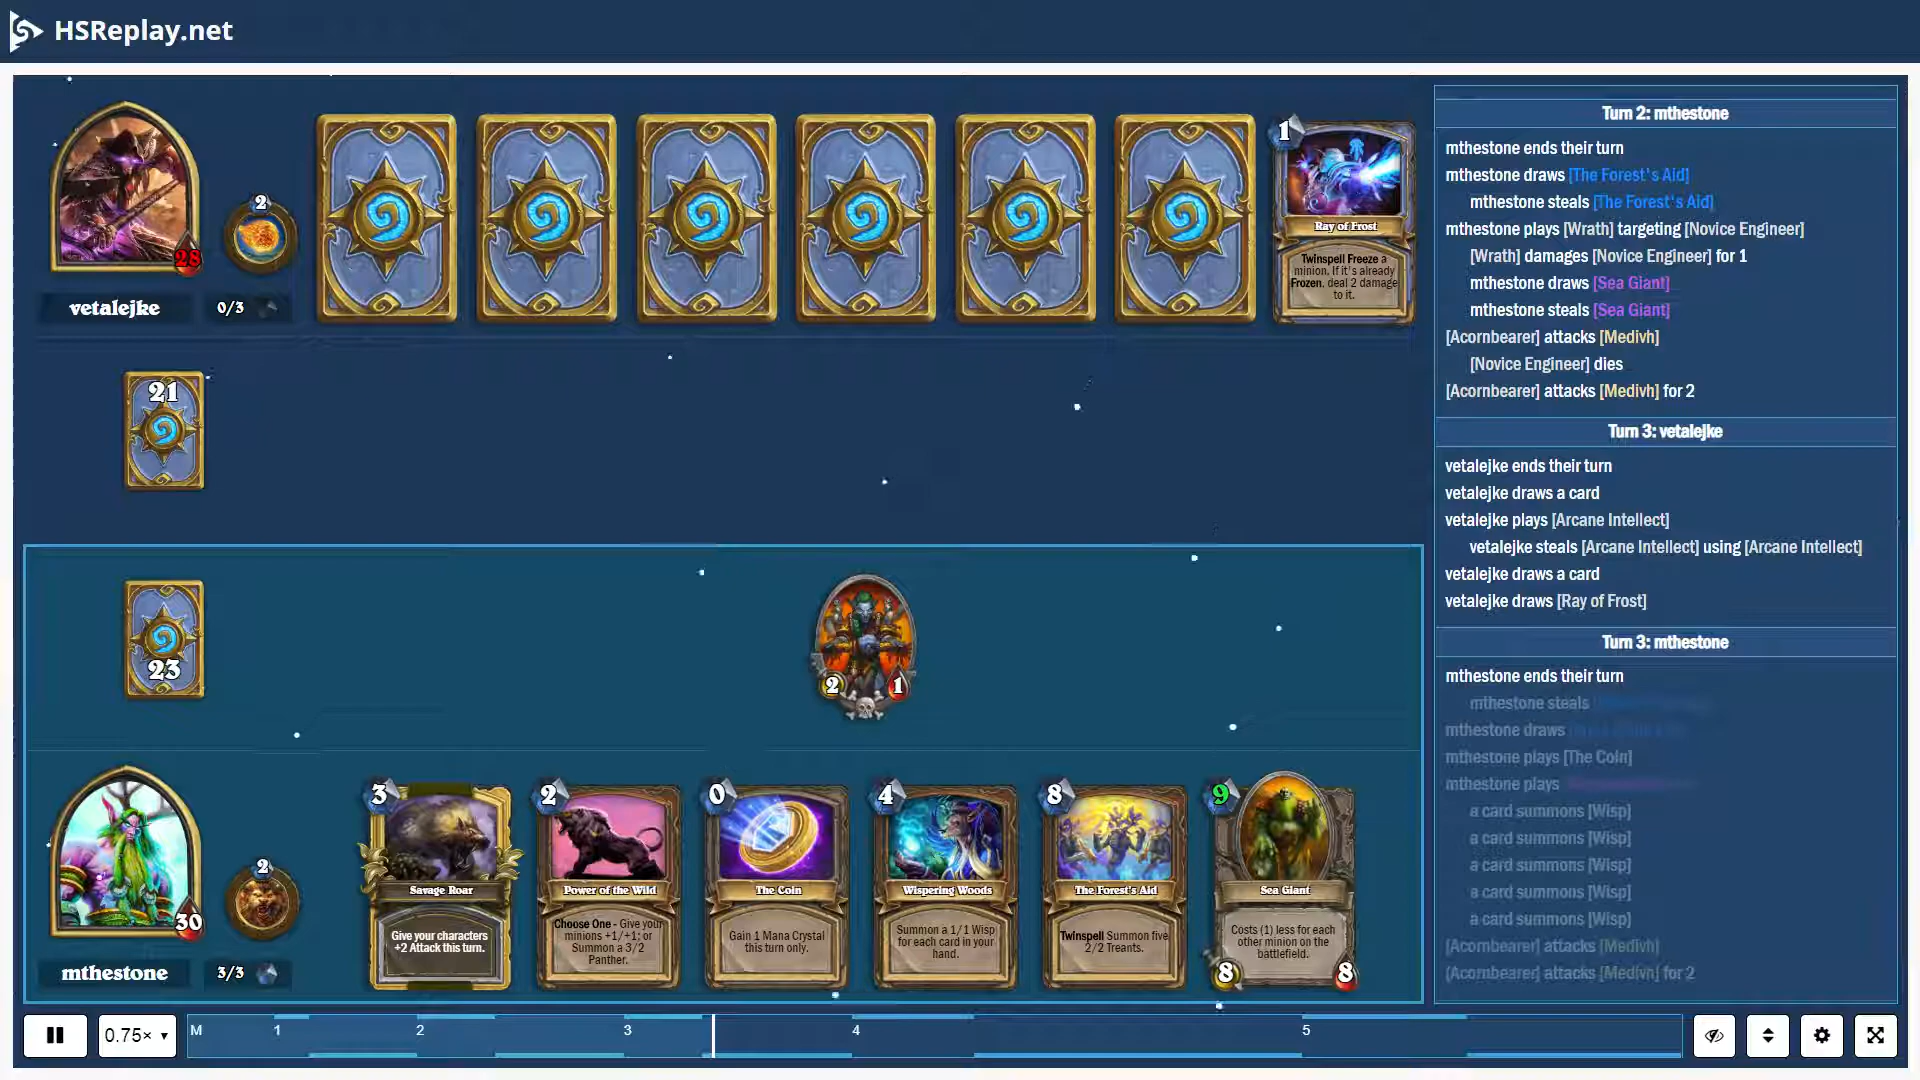 HSReplay.net
28
vetalejke
0/3
2
1
Ray of Frost
Twinspell Freeze a
minion. If it's already
Frozen, deal 2 damage
to it.
21
23
2
1
30
mthestone
3/3
2
3
Savage Roar
Give your characters
+2 Attack this turn.
2
Power of the Wild
Choose One - Give your
minions +1/+1; or
Summon a 3/2
Panther.
0
The Coin
Gain 1 Mana Crystal
this turn only.
4
Wispering Woods
Summon a 1/1 Wisp
for each card in your
hand.
8
The Forest's Aid
Twinspell Summon five
2/2 Treants.
9
Sea Giant
Costs (1) less for each
other minion on the
battlefield.
8
8
Turn 2: mthestone
mthestone ends their turn
mthestone draws [The Forest's Aid]
mthestone steals [The Forest's Aid]
mthestone plays [Wrath] targeting [Novice Engineer]
[Wrath] damages [Novice Engineer] for 1
mthestone draws [Sea Giant]
mthestone steals [Sea Giant]
[Acornbearer] attacks [Medivh]
[Novice Engineer] dies
[Acornbearer] attacks [Medivh] for 2
Turn 3: vetalejke
vetalejke ends their turn
vetalejke draws a card
vetalejke plays [Arcane Intellect]
vetalejke steals [Arcane Intellect] using [Arcane Intellect]
vetalejke draws a card
vetalejke draws [Ray of Frost]
Turn 3: mthestone
mthestone ends their turn
mthestone steals
mthestone draws
mthestone plays [The Coin]
mthestone plays
a card summons [Wisp]
a card summons [Wisp]
a card summons [Wisp]
a card summons [Wisp]
a card summons [Wisp]
[Acornbearer] attacks [Medivh]
[Acornbearer] attacks [Medivh] for 2
0.75×
M 1 2 3 4 5